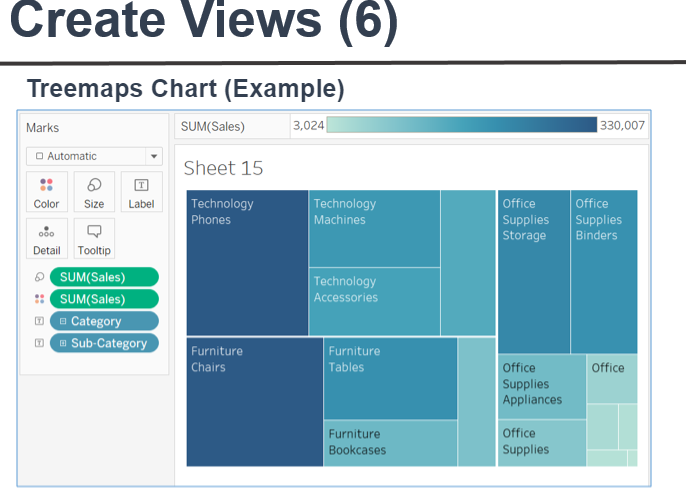 Create Views (6)
Treemaps Chart (Example)
Marks
Automatic
Color
Size
Label
Detail
Tooltip
SUM(Sales)
SUM(Sales)
Category
Sub-Category
SUM(Sales)
3,024
330,007
Sheet 15
Technology
Phones
Technology
Machines
Technology
Accessories
Office
Supplies
Storage
Office
Supplies
Binders
Furniture
Chairs
Furniture
Tables
Furniture
Bookcases
Office
Supplies
Appliances
Office
Office
Supplies